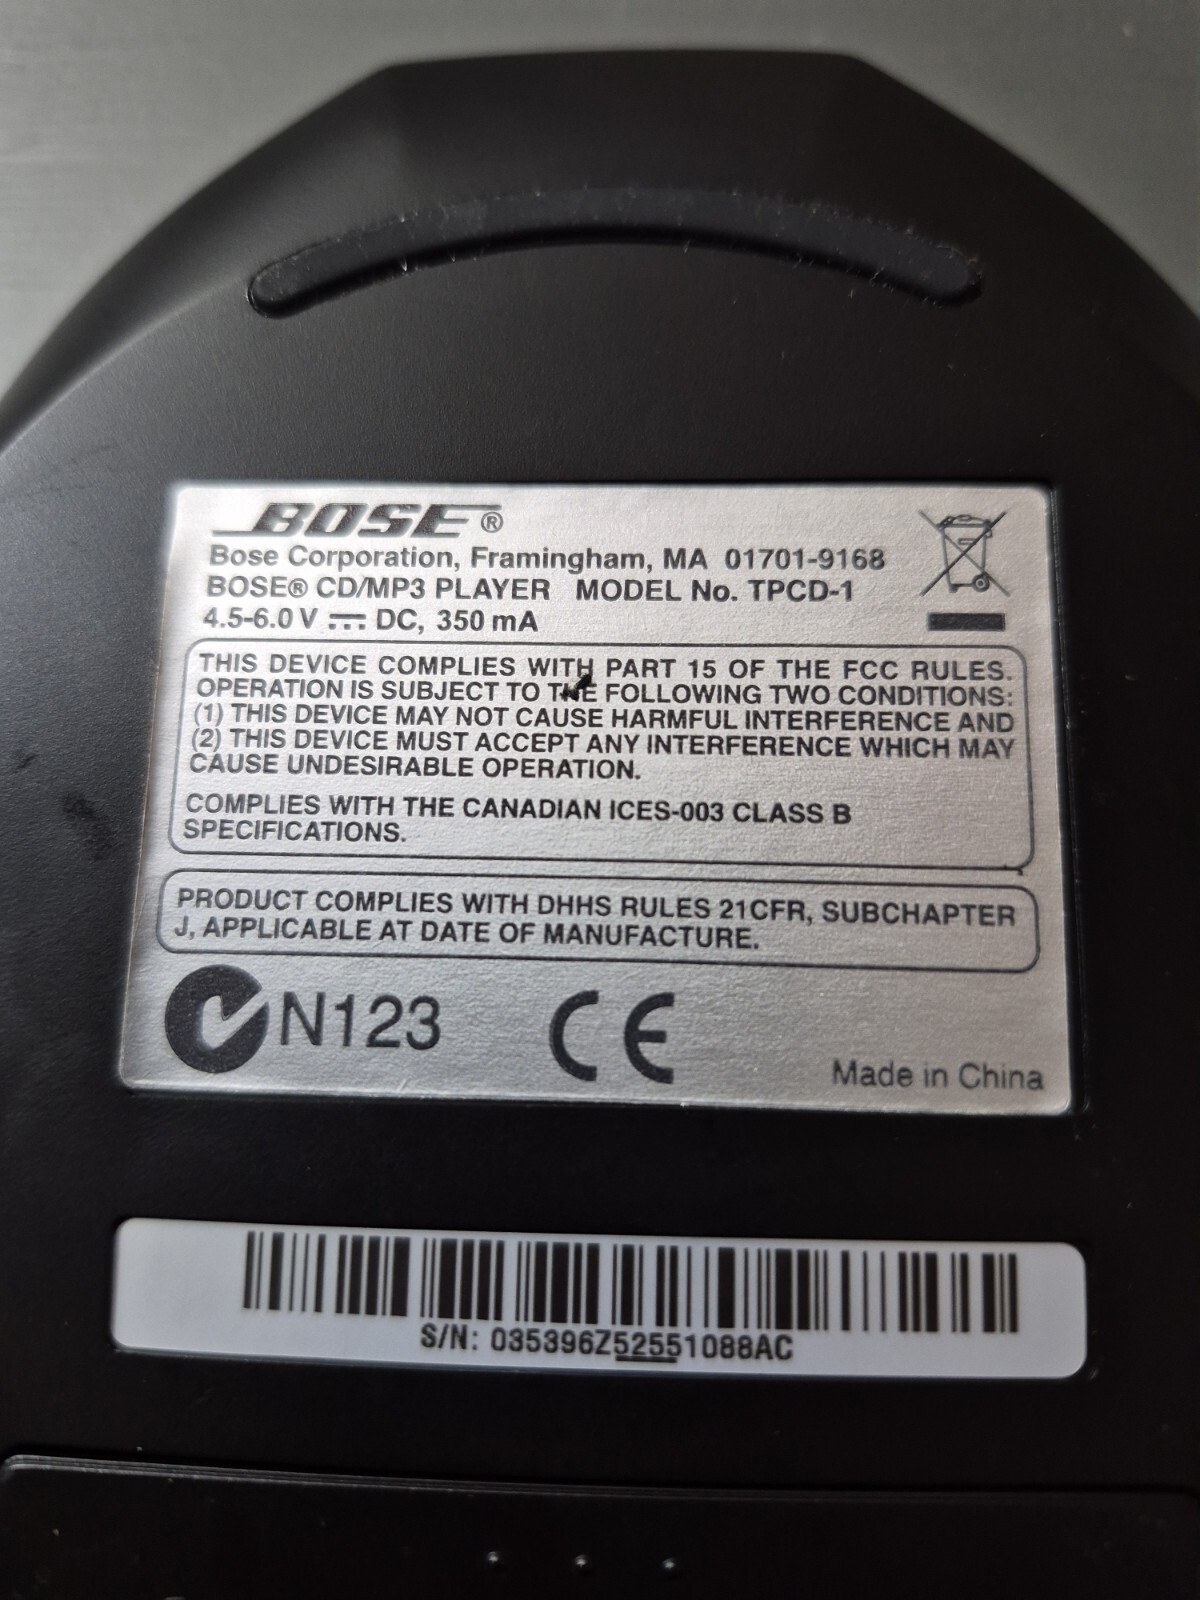 BOSE®
Bose Corporation, Framingham, MA 01701-9168
BOSE® CD/MP3 PLAYER MODEL No. TPCD-1
4.5-6.0 V ⎓ DC, 350 mA
THIS DEVICE COMPLIES WITH PART 15 OF THE FCC RULES.
OPERATION IS SUBJECT TO THE FOLLOWING TWO CONDITIONS:
(1) THIS DEVICE MAY NOT CAUSE HARMFUL INTERFERENCE AND
(2) THIS DEVICE MUST ACCEPT ANY INTERFERENCE WHICH MAY
CAUSE UNDESIRABLE OPERATION.
COMPLIES WITH THE CANADIAN ICES-003 CLASS B
SPECIFICATIONS.
PRODUCT COMPLIES WITH DHHS RULES 21CFR, SUBCHAPTER
J, APPLICABLE AT DATE OF MANUFACTURE.
N123 CE
Made in China
S/N: 035396Z52551088AC